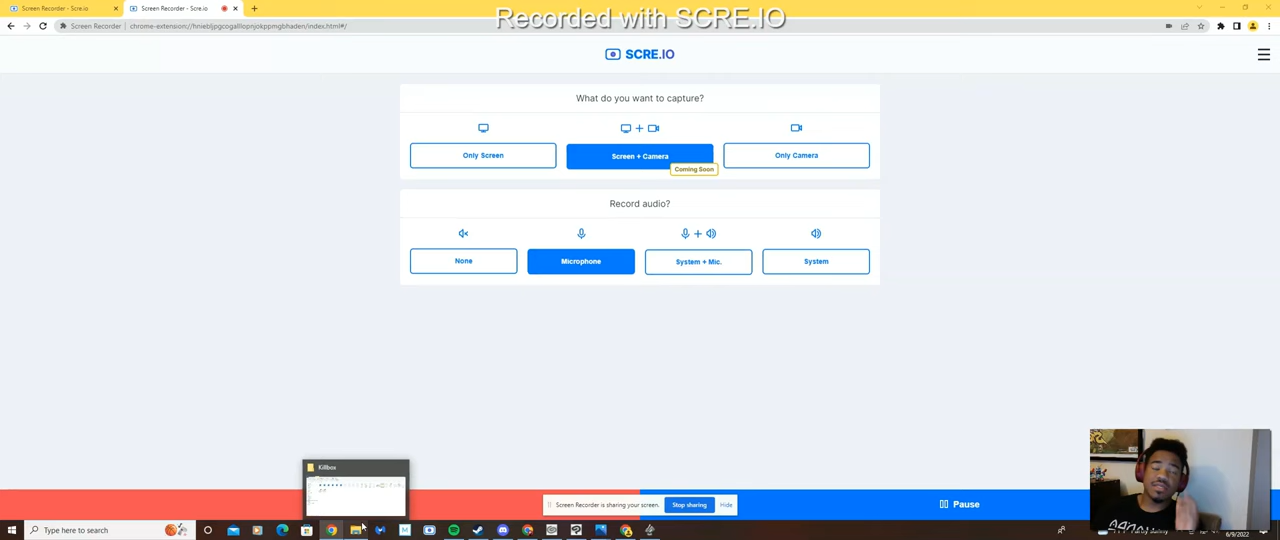 Screen Recorder - Scre.io
Screen Recorder - Scre.io
Recorded with SCRE.IO
Screen Recorder
chrome-extension://hniebljpgcogalllopnjokppmgbhaden/index.html#/
SCRE.IO
What do you want to capture?
Only Screen
Screen + Camera
Only Camera
Coming Soon
Record audio?
None
Microphone
System + Mic.
System
Killbox
Screen Recorder is sharing your screen.
Stop sharing
Hide
Pause
Type here to search
6/9/2022